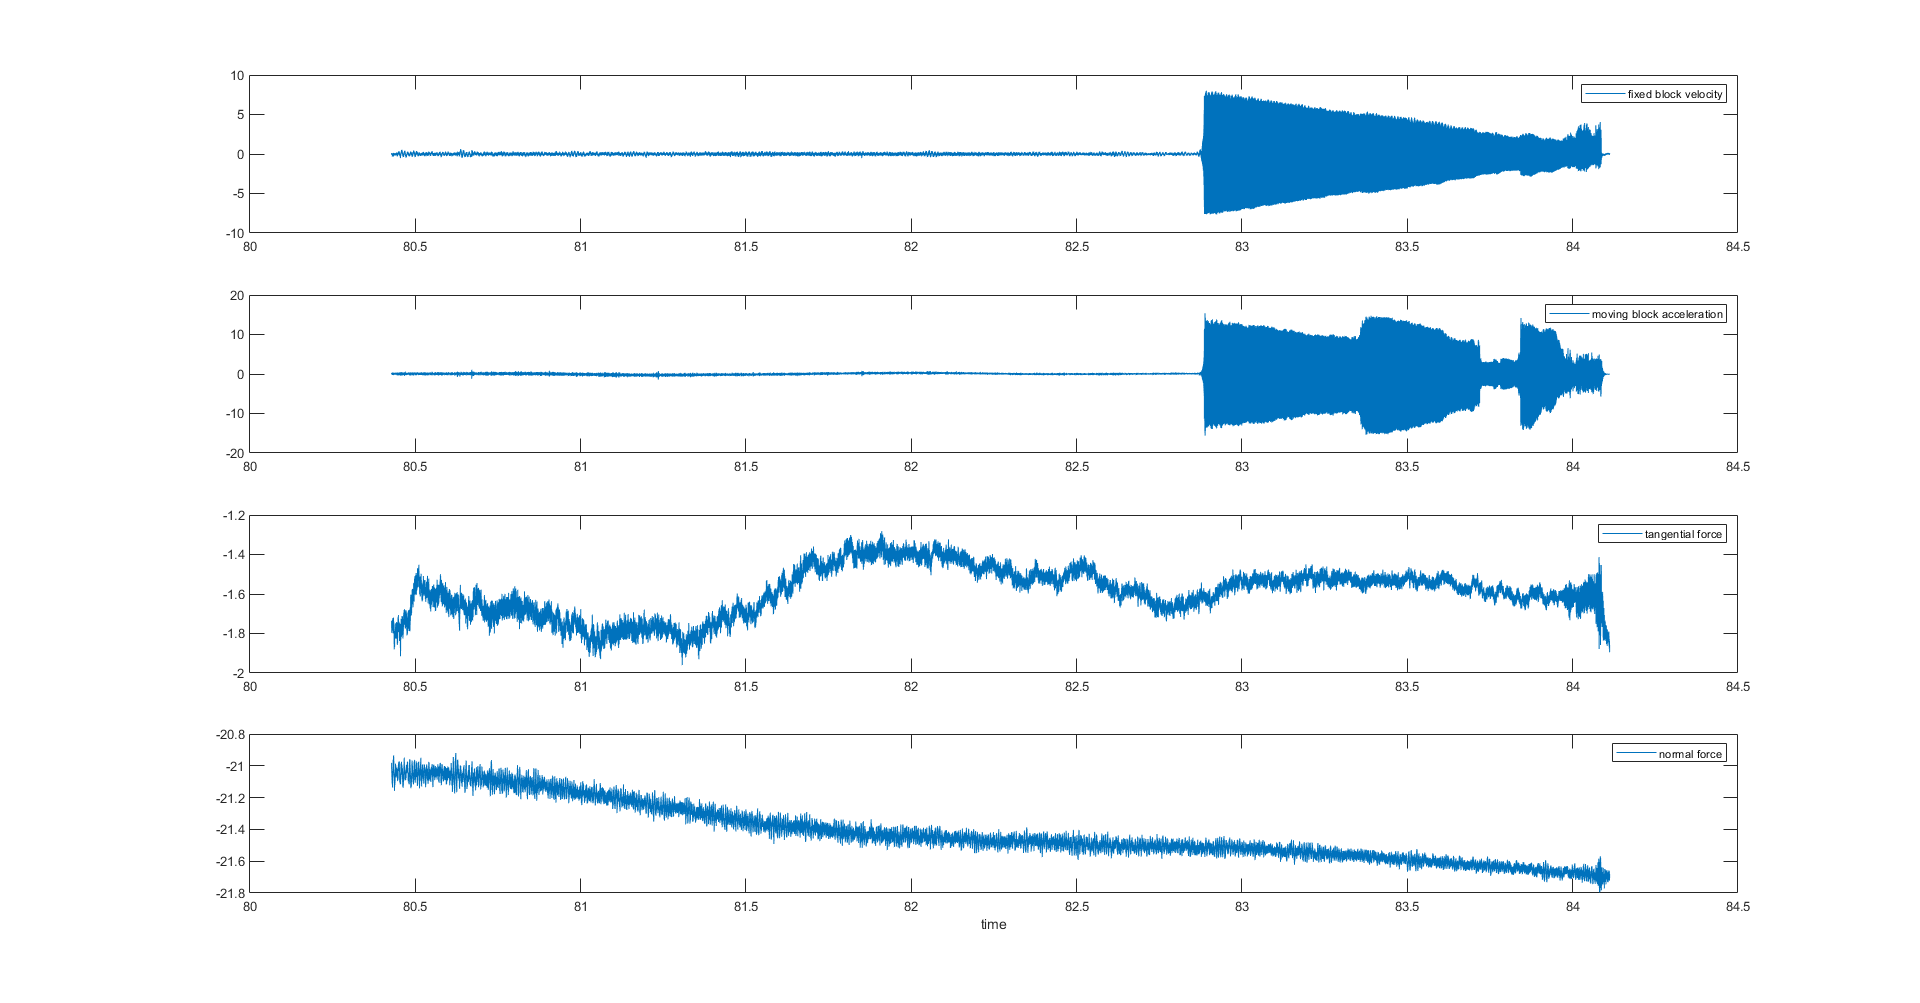 10
5
0
-5
-10
fixed block velocity
80 80.5 81 81.5 82 82.5 83 83.5 84 84.5
20
10
0
-10
-20
moving block acceleration
80 80.5 81 81.5 82 82.5 83 83.5 84 84.5
-1.2
-1.4
-1.6
-1.8
-2
tangential force
80 80.5 81 81.5 82 82.5 83 83.5 84 84.5
-20.8
-21
-21.2
-21.4
-21.6
-21.8
normal force
80 80.5 81 81.5 82 82.5 83 83.5 84 84.5
time